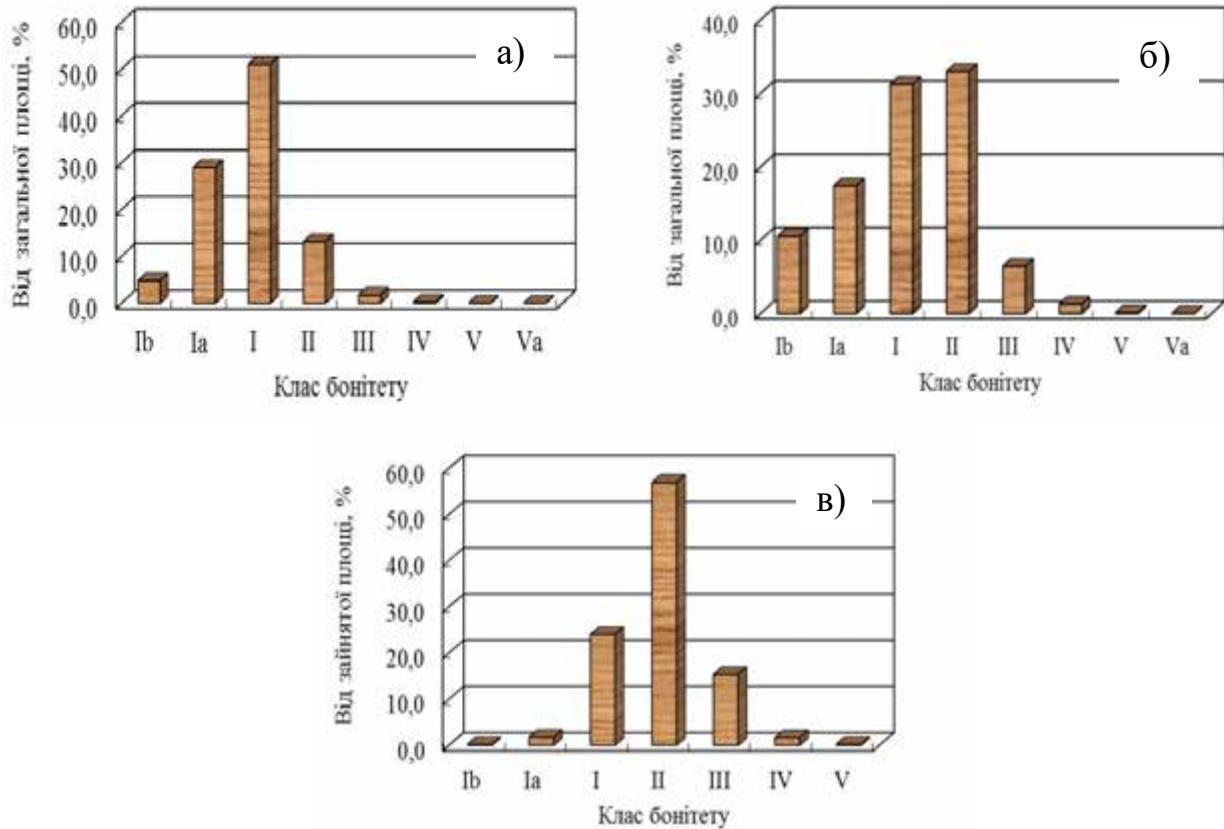 а)
Від загальної площі, %
60,0
50,0
40,0
30,0
20,0
10,0
0,0
Ib Ia I II III IV V Va
Клас бонітету
б)
Від загальної площі, %
40,0
30,0
20,0
10,0
0,0
Ib Ia I II III IV V Va
Клас бонітету
в)
Від зайнятої площі, %
60,0
50,0
40,0
30,0
20,0
10,0
0,0
Ib Ia I II III IV V
Клас бонітету